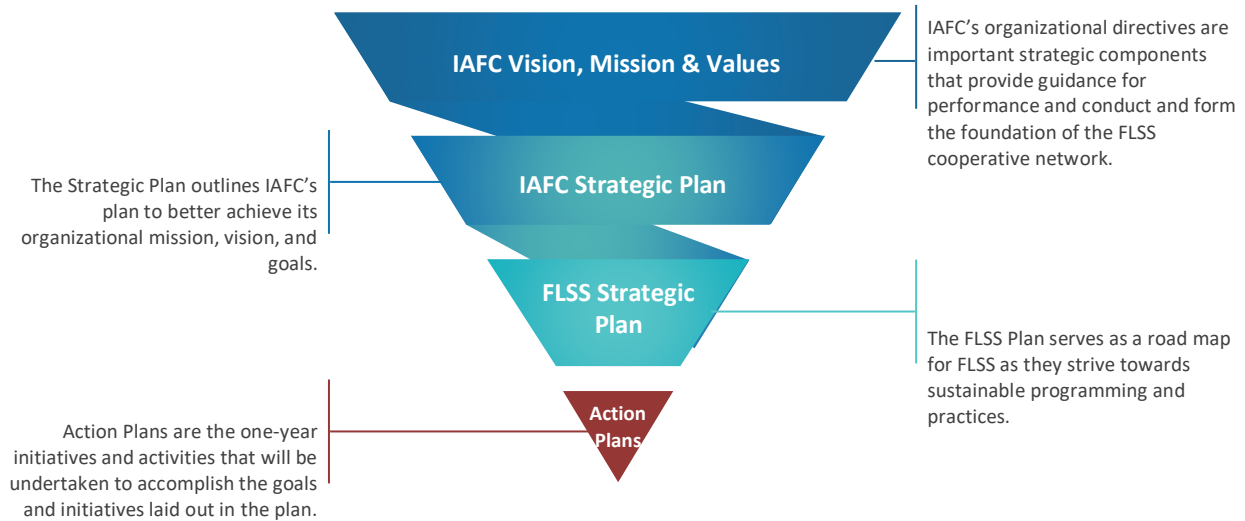 IAFC Vision, Mission & Values
IAFC’s organizational directives are
important strategic components
that provide guidance for
performance and conduct and form
the foundation of the FLSS
cooperative network.
IAFC Strategic Plan
The Strategic Plan outlines IAFC’s
plan to better achieve its
organizational mission, vision, and
goals.
FLSS Strategic
Plan
The FLSS Plan serves as a road map
for FLSS as they strive towards
sustainable programming and
practices.
Action
Plans
Action Plans are the one-year
initiatives and activities that will be
undertaken to accomplish the goals
and initiatives laid out in the plan.